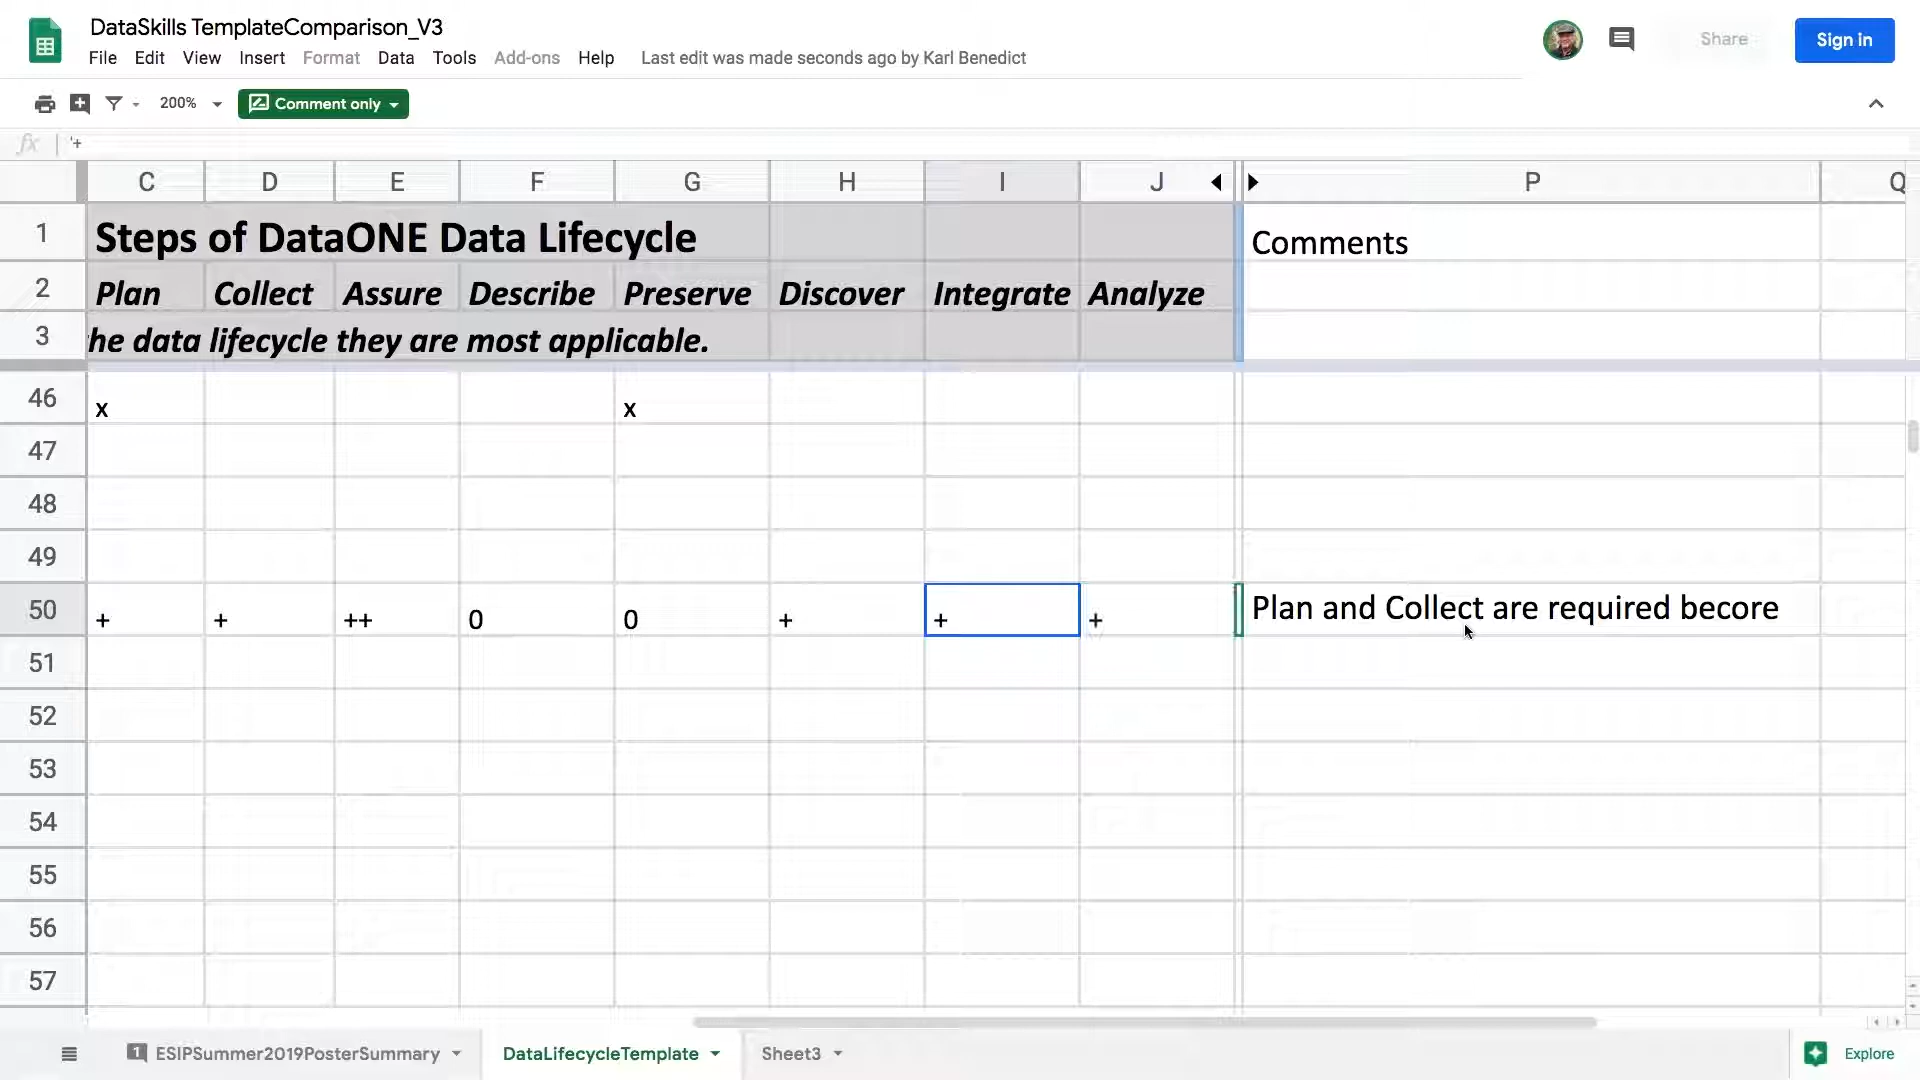 DataSkills TemplateComparison_V3
File Edit View Insert Format Data Tools Add-ons Help Last edit was made seconds ago by Karl Benedict
Share
Sign in
200% Comment only
fx '+
C D E F G H I J P Q
1 Steps of DataONE Data Lifecycle Comments
2 Plan Collect Assure Describe Preserve Discover Integrate Analyze
3 he data lifecycle they are most applicable.
46 x x
47
48
49
50 + + ++ 0 0 + + + Plan and Collect are required becore
51
52
53
54
55
56
57
1 ESIPSummer2019PosterSummary DataLifecycleTemplate Sheet3 Explore